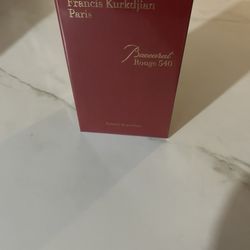 Francis Kurkdjian
Paris
Baccarat
Rouge 540